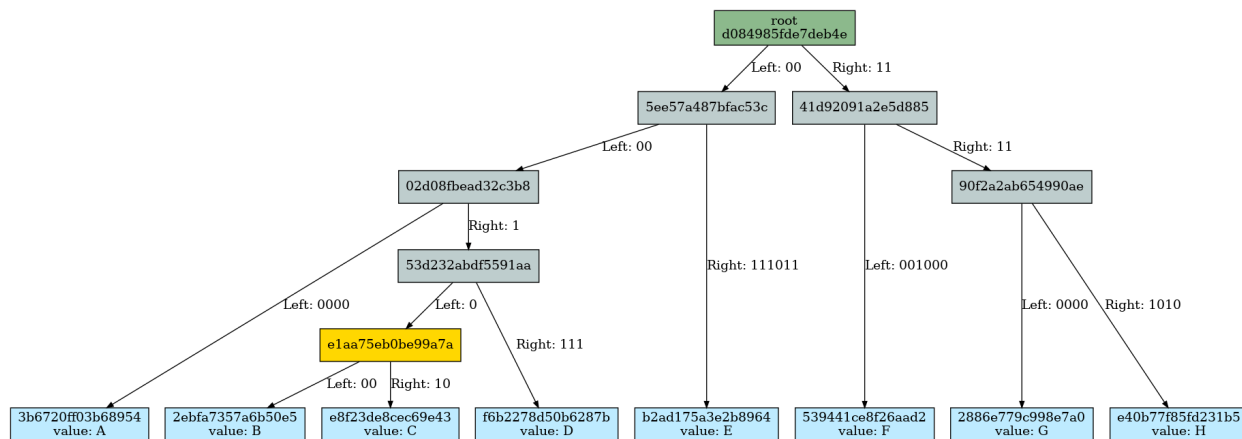 root
d084985fde7deb4e
Left: 00
Right: 11
5ee57a487bfac53c
41d92091a2e5d885
Left: 00
Right: 11
02d08fbead32c3b8
90f2a2ab654990ae
Right: 1
53d232abdf5591aa
Right: 111011
Left: 001000
Left: 0000
Left: 0
Left: 0000
Right: 1010
e1aa75eb0be99a7a
Right: 111
Left: 00
Right: 10
3b6720ff03b68954
value: A
2ebfa7357a6b50e5
value: B
e8f23de8cec69e43
value: C
f6b2278d50b6287b
value: D
b2ad175a3e2b8964
value: E
539441ce8f26aad2
value: F
2886e779c998e7a0
value: G
e40b77f85fd231b5
value: H